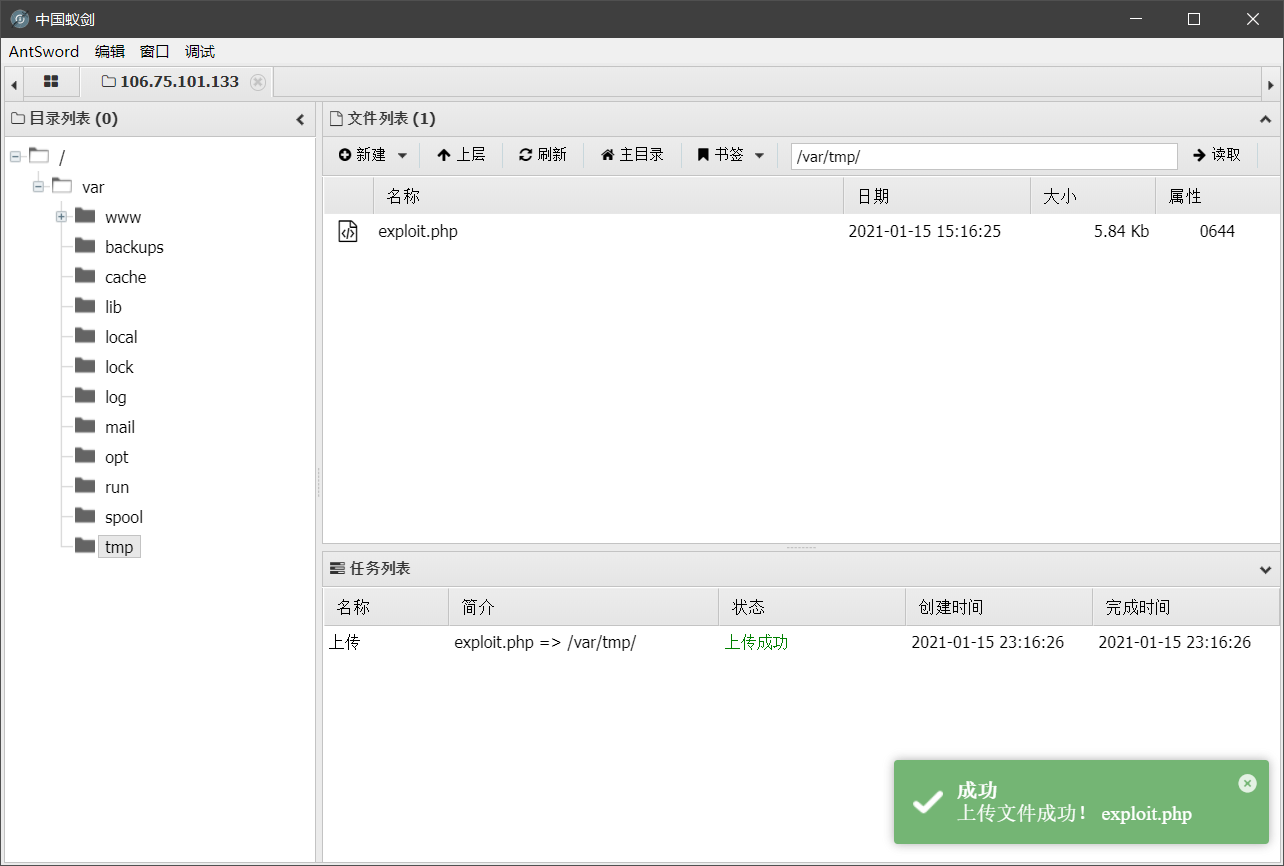 中国蚁剑
AntSword 编辑 窗口 调试
106.75.101.133
目录列表 (0)
/
var
www
backups
cache
lib
local
lock
log
mail
opt
run
spool
tmp
文件列表 (1)
新建 上层 刷新 主目录 书签 /var/tmp/ 读取
名称 日期 大小 属性
exploit.php 2021-01-15 15:16:25 5.84 Kb 0644
任务列表
名称 简介 状态 创建时间 完成时间
上传 exploit.php => /var/tmp/ 上传成功 2021-01-15 23:16:26 2021-01-15 23:16:26
成功
上传文件成功！ exploit.php